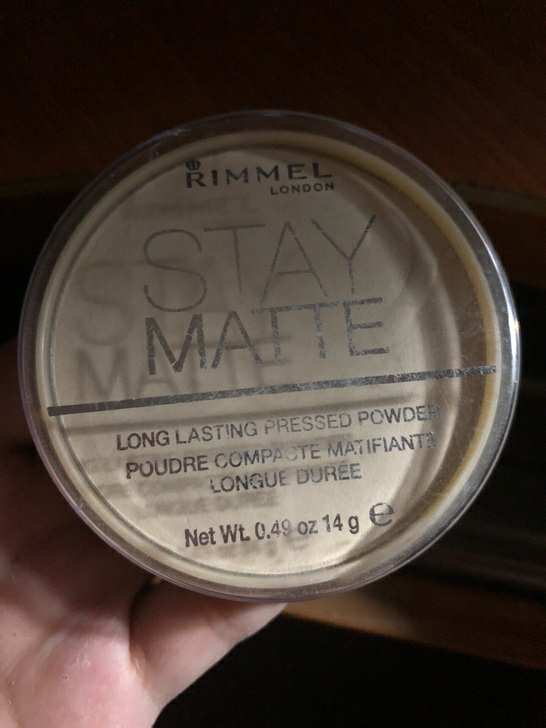 RIMMEL
LONDON
STAY
MATTE
LONG LASTING PRESSED POWDER
POUDRE COMPACTE MATIFIANTE
LONGUE DURÉE
Net Wt. 0.49 oz 14 g e